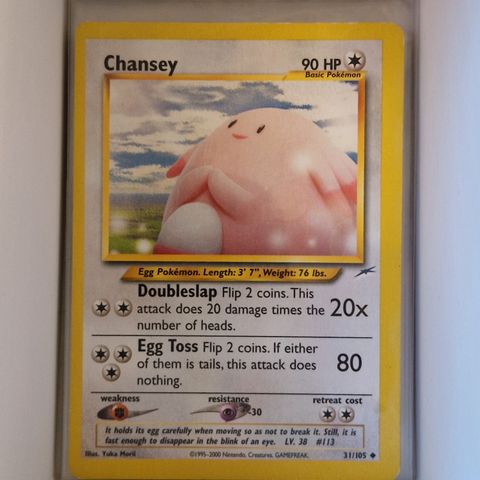 Chansey 90 HP
Basic Pokémon
Egg Pokémon. Length: 3' 7", Weight: 76 lbs.
Doubleslap Flip 2 coins. This
attack does 20 damage times the 20x
number of heads.
Egg Toss Flip 2 coins. If either
of them is tails, this attack does 80
nothing.
weakness resistance retreat cost
-30
It holds its egg carefully when moving so as not to break it. Still, it is
fast enough to disappear in the blink of an eye. LV. 38 #113
Illus. Yuka Morii ©1995-2000 Nintendo, Creatures, GAMEFREAK. 31/105